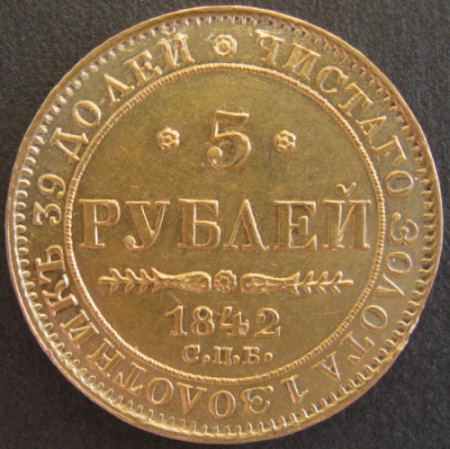 5
РУБЛЕЙ
1842
С.П.Б.
ЧИСТАГО ЗОЛОТА 1 ЗОЛОТНИКЪ 39 ДОЛЕЙ